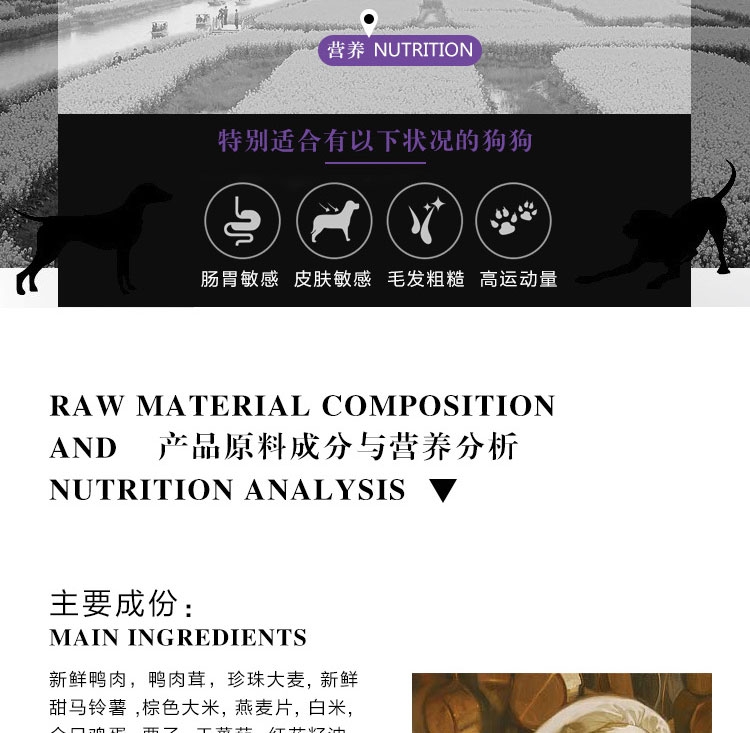 营养 NUTRITION
特别适合有以下状况的狗狗
肠胃敏感 皮肤敏感 毛发粗糙 高运动量
RAW MATERIAL COMPOSITION
AND 产品原料成分与营养分析
NUTRITION ANALYSIS
主要成份:
MAIN INGREDIENTS
新鲜鸭肉，鸭肉茸，珍珠大麦, 新鲜
甜马铃薯 ,棕色大米, 燕麦片, 白米,